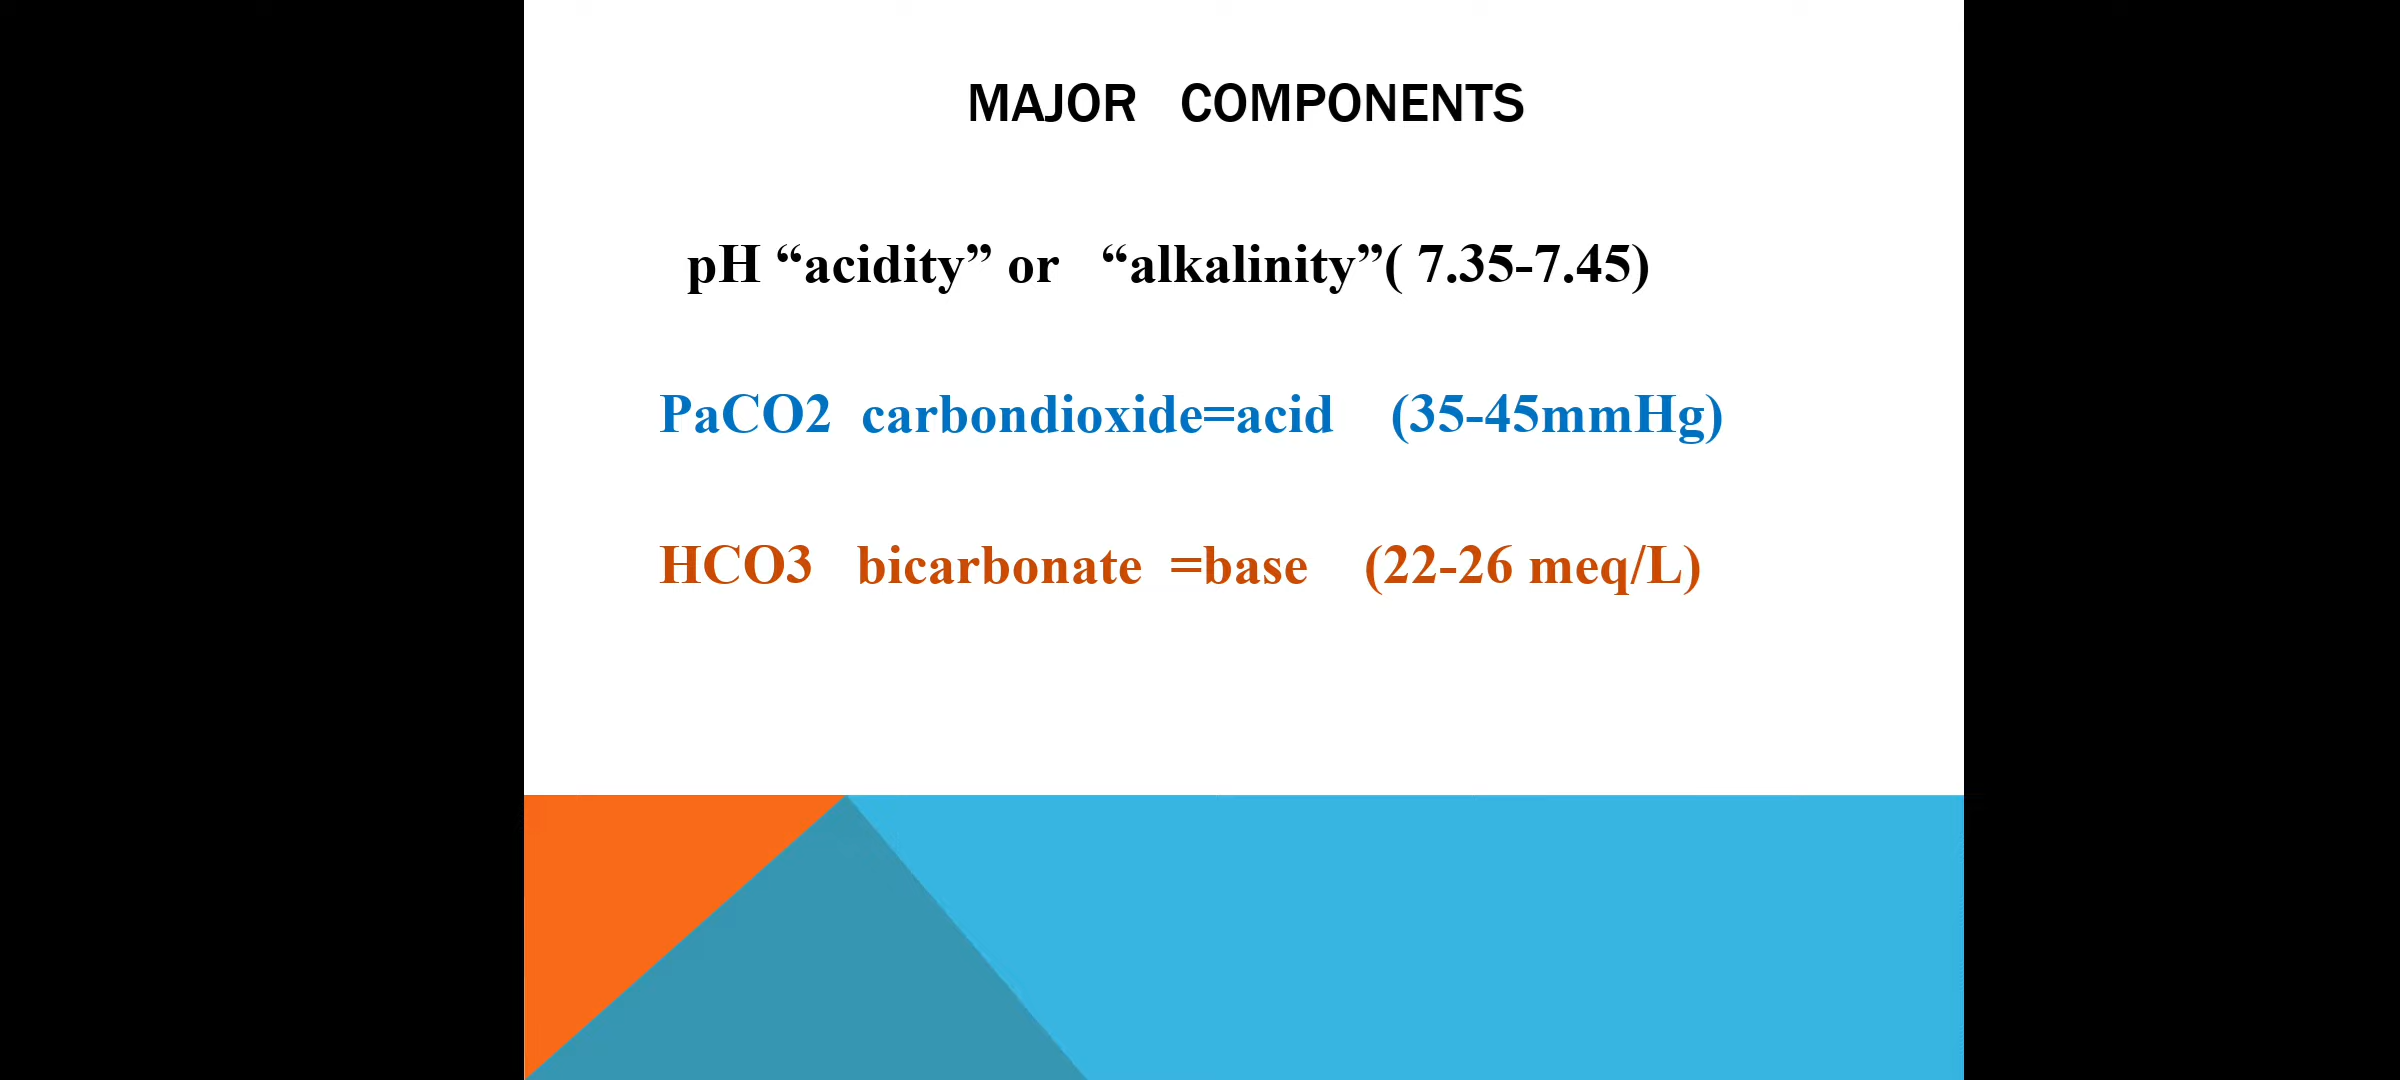 MAJOR COMPONENTS
pH “acidity” or “alkalinity”( 7.35-7.45)
PaCO2 carbondioxide=acid (35-45mmHg)
HCO3 bicarbonate =base (22-26 meq/L)